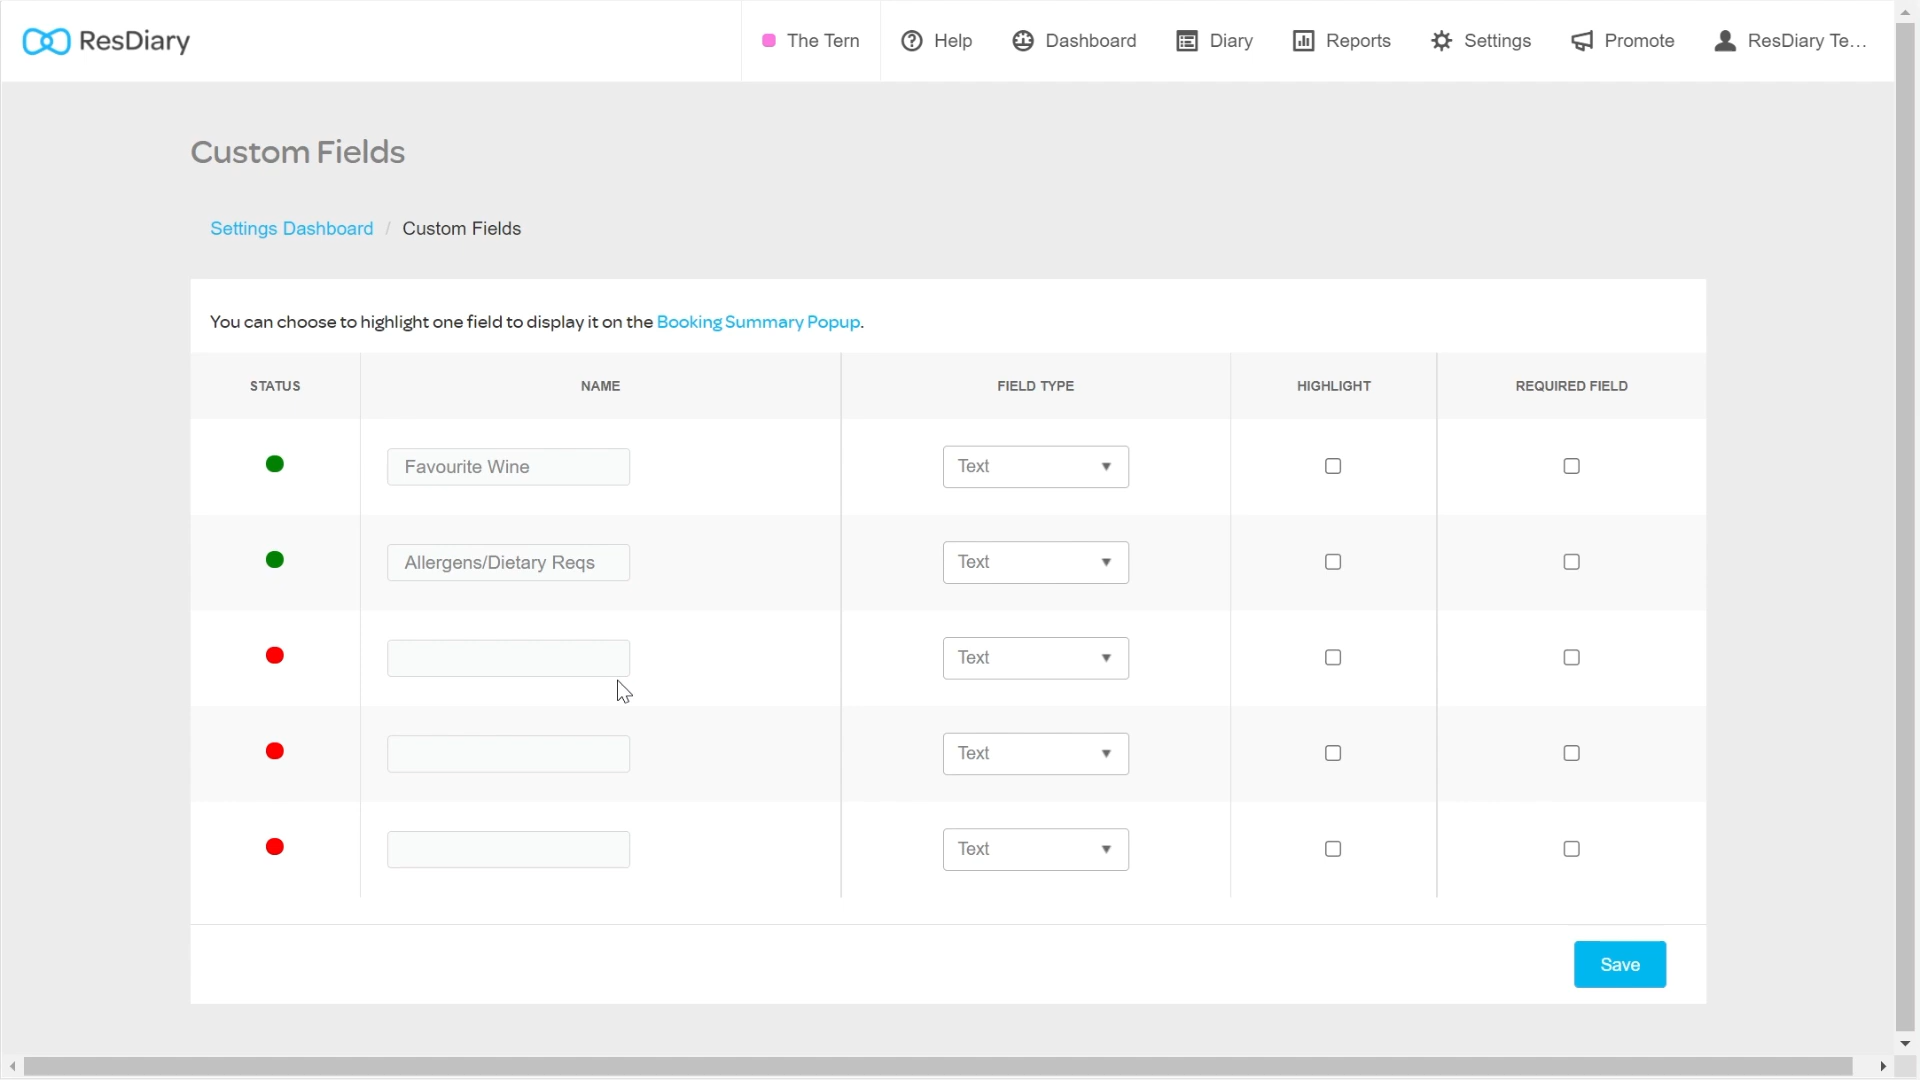 ResDiary
The Tern
Help
Dashboard
Diary
Reports
Settings
Promote
ResDiary Te...
Custom Fields
Settings Dashboard / Custom Fields
You can choose to highlight one field to display it on the Booking Summary Popup.
STATUS NAME FIELD TYPE HIGHLIGHT REQUIRED FIELD
Favourite Wine Text
Allergens/Dietary Reqs Text
Text
Text
Text
Save